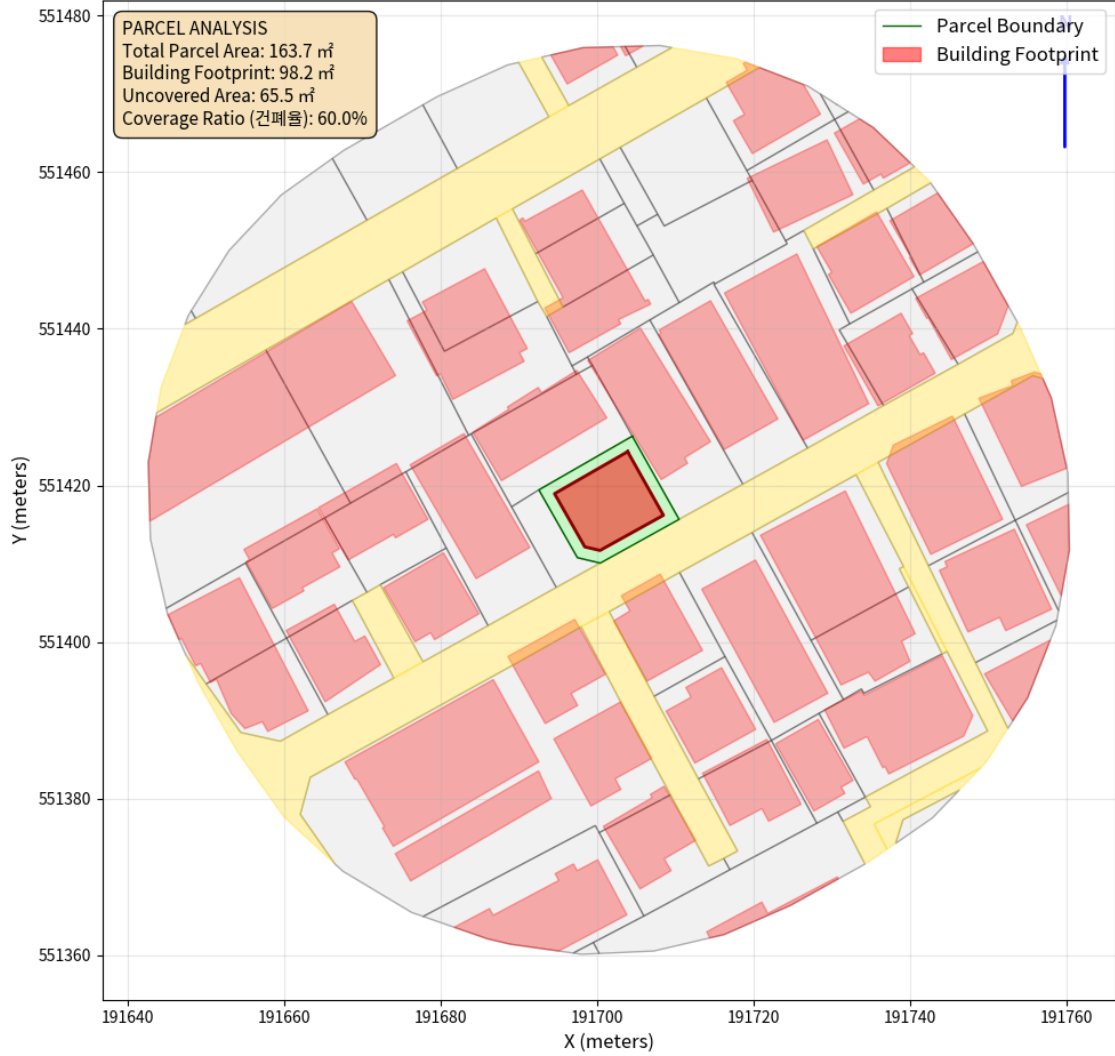 PARCEL ANALYSIS
Total Parcel Area: 163.7 ㎡
Building Footprint: 98.2 ㎡
Uncovered Area: 65.5 ㎡
Coverage Ratio (건폐율): 60.0%
Parcel Boundary
Building Footprint
551480
551460
551440
551420
551400
551380
551360
Y (meters)
191640 191660 191680 191700 191720 191740 191760
X (meters)